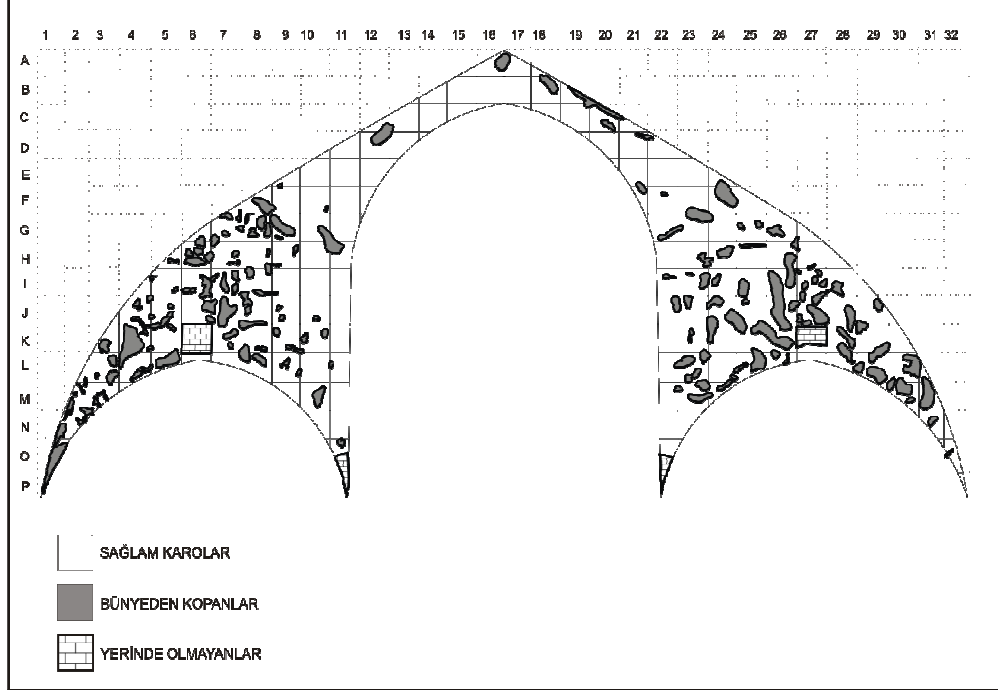 1 2 3 4 5 6 7 8 9 10 11 12 13 14 15 16 17 18 19 20 21 22 23 24 25 26 27 28 29 30 31 32
A
B
C
D
E
F
G
H
I
J
K
L
M
N
O
P
SAĞLAM KAROLAR
BÜNYEDEN KOPANLAR
YERİNDE OLMAYANLAR